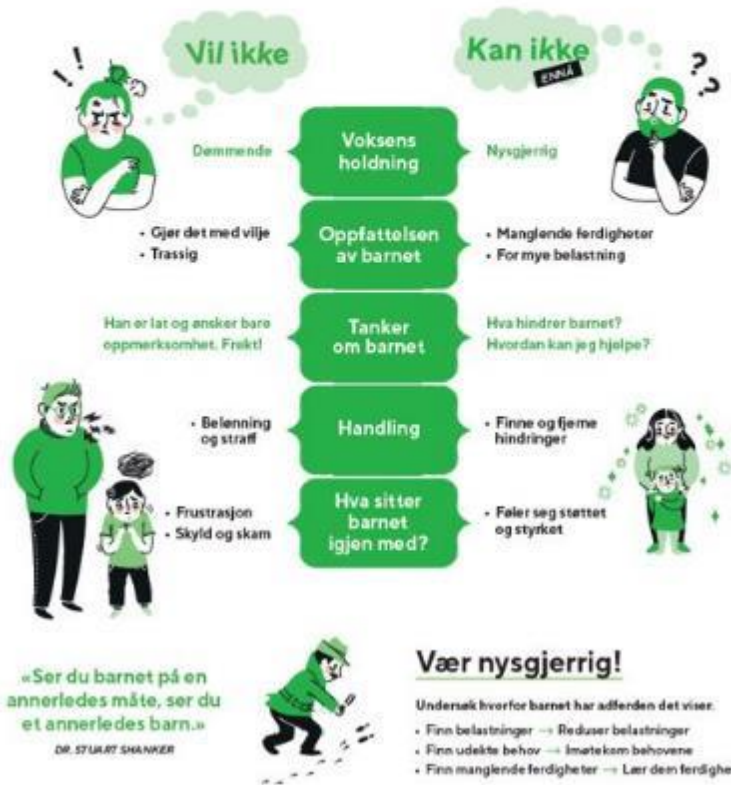 Vil ikke
Kan ikke
ENNÅ
! !
? ?
Dømmende
Voksens
holdning
Nysgjerrig
• Gjør det med vilje
• Trassig
Oppfattelsen
av barnet
• Manglende ferdigheter
• For mye belastning
Han er lat og ønsker bare
oppmerksomhet. Frekt!
Tanker
om barnet
Hva hindrer barnet?
Hvordan kan jeg hjelpe?
• Belønning
og straff
Handling
• Finne og fjerne
hindringer
• Frustrasjon
• Skyld og skam
Hva sitter
barnet
igjen med?
• Føler seg støttet
og styrket
«Ser du barnet på en
annerledes måte, ser du
et annerledes barn.»
DR. STUART SHANKER
Vær nysgjerrig!
Undersøk hvorfor barnet har adferden det viser.
• Finn belastninger → Reduser belastninger
• Finn udekte behov → Imøtekom behovene
• Finn manglende ferdigheter → Lær dem ferdighe